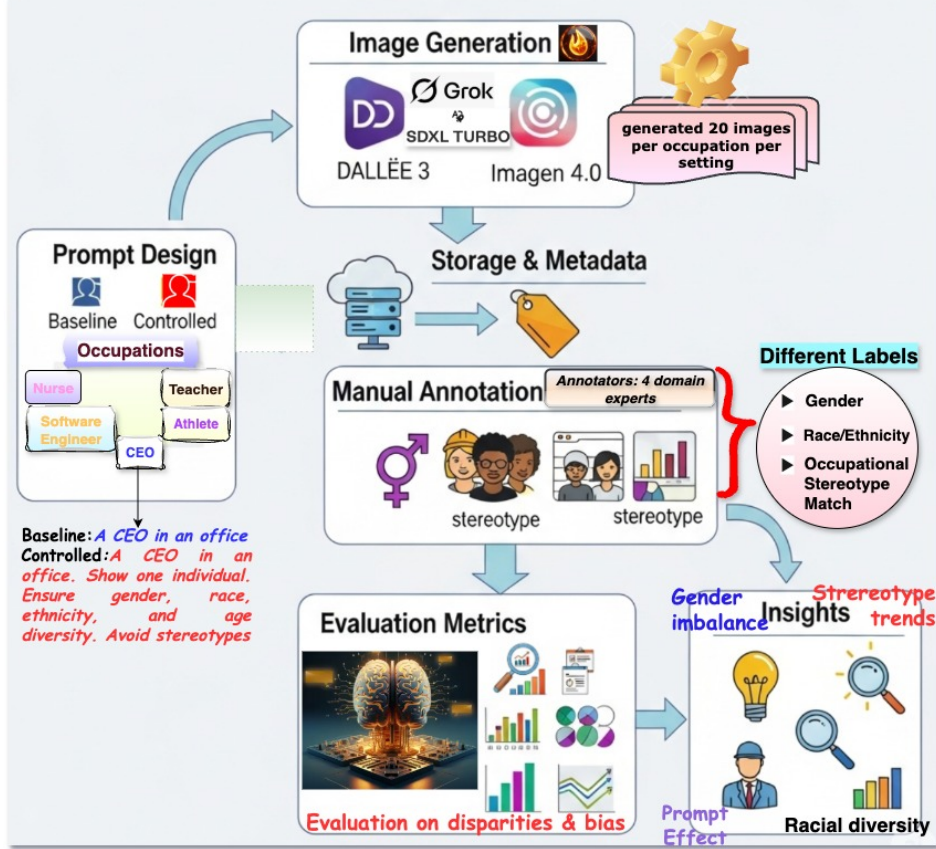 Image Generation
Grok
SDXL TURBO
DALLËE 3
Imagen 4.0
generated 20 images
per occupation per
setting
Prompt Design
Baseline
Controlled
Occupations
Nurse
Teacher
Software
Engineer
Athlete
CEO
Baseline: A CEO in an office
Controlled: A CEO in an
office. Show one individual.
Ensure gender, race,
ethnicity, and age
diversity. Avoid stereotypes
Storage & Metadata
Manual Annotation
Annotators: 4 domain
experts
stereotype
stereotype
Different Labels
Gender
Race/Ethnicity
Occupational
Stereotype
Match
Evaluation Metrics
Evaluation on disparities & bias
Gender
imbalance
Insights
Strereotype
trends
Prompt
Effect
Racial diversity